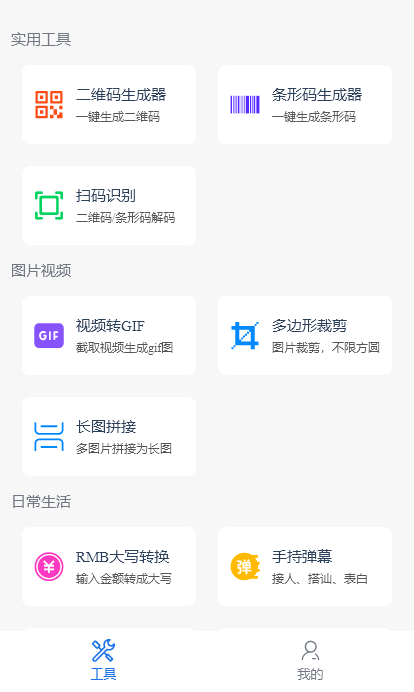 实用工具
二维码生成器
一键生成二维码
条形码生成器
一键生成条形码
扫码识别
二维码/条形码解码
图片视频
GIF
视频转GIF
截取视频生成gif图
多边形裁剪
图片裁剪，不限方圆
长图拼接
多图片拼接为长图
日常生活
¥
RMB大写转换
输入金额转成大写
弹
手持弹幕
接人、搭讪、表白
工具
我的